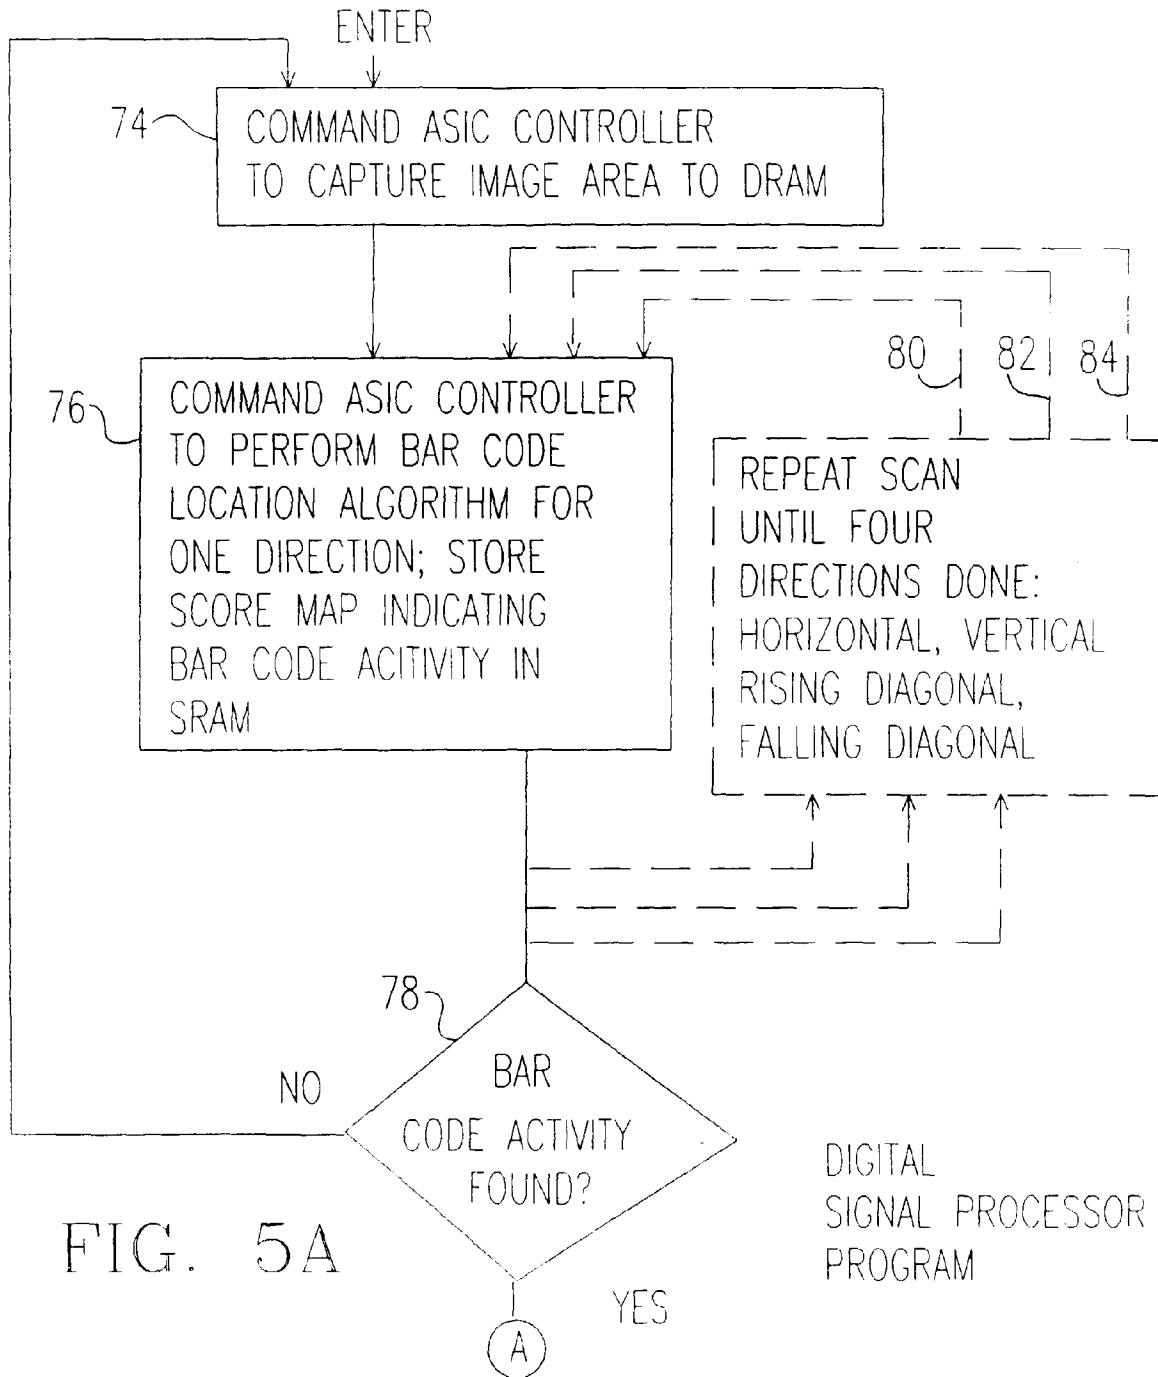 ENTER
74
COMMAND ASIC CONTROLLER
TO CAPTURE IMAGE AREA TO DRAM
80
82
84
76
COMMAND ASIC CONTROLLER
TO PERFORM BAR CODE
LOCATION ALGORITHM FOR
ONE DIRECTION; STORE
SCORE MAP INDICATING
BAR CODE ACITIVITY IN
SRAM
REPEAT SCAN
UNTIL FOUR
DIRECTIONS DONE:
HORIZONTAL, VERTICAL
RISING DIAGONAL,
FALLING DIAGONAL
78
NO
BAR
CODE ACTIVITY
FOUND?
YES
A
DIGITAL
SIGNAL PROCESSOR
PROGRAM
FIG. 5A